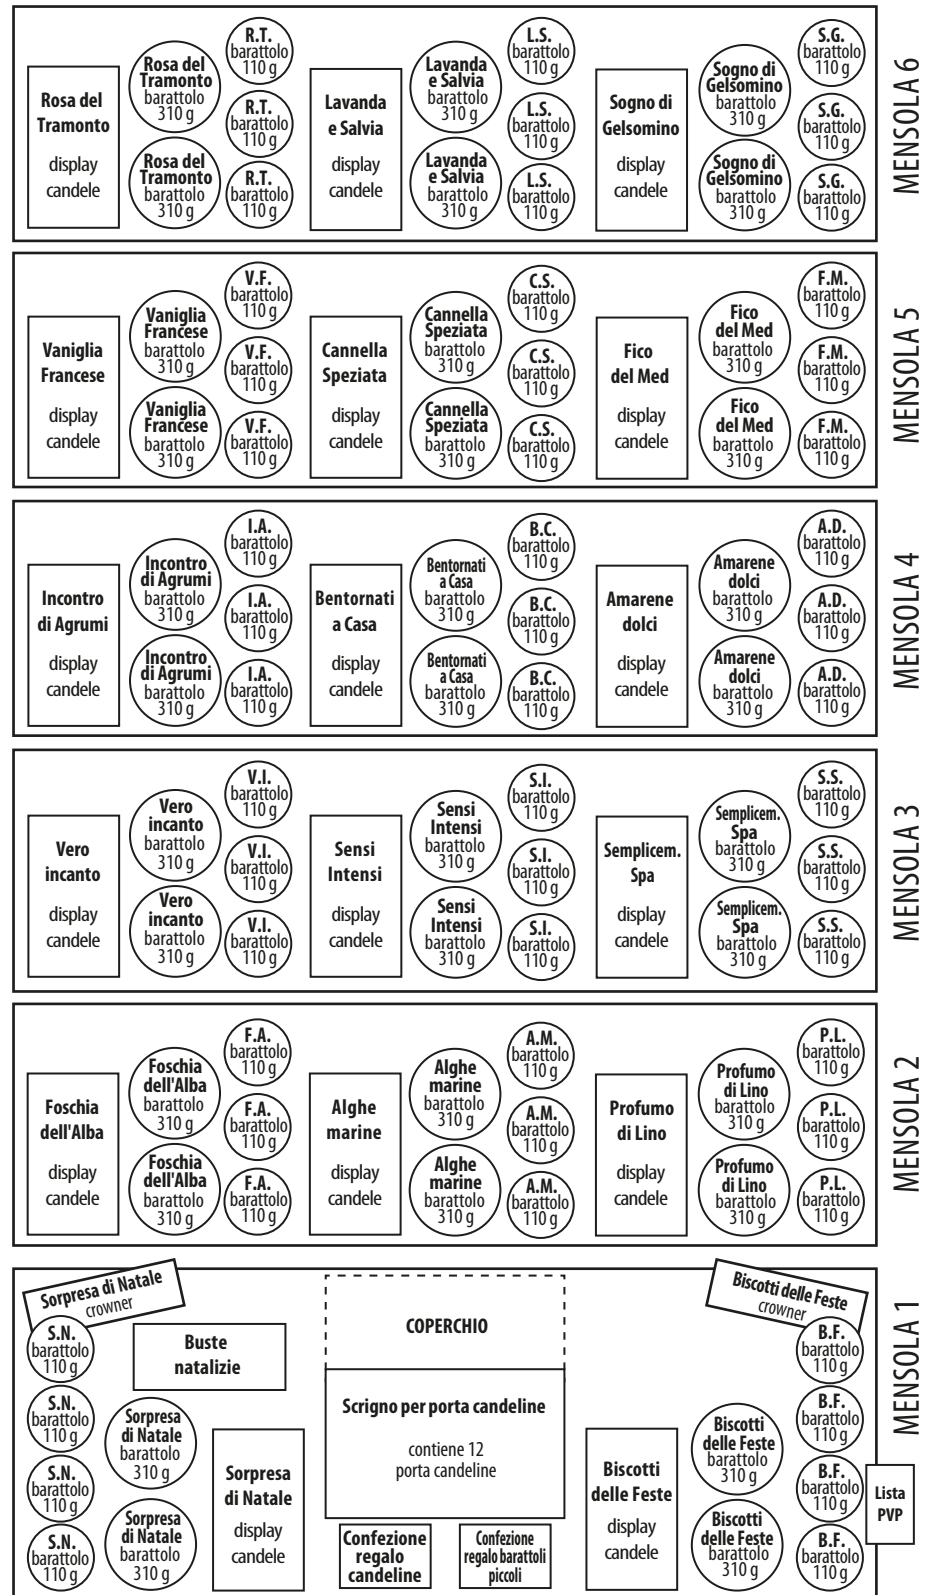 MENSOLA 6
Rosa del
Tramonto
display
candele
Rosa del
Tramonto
barattolo
310 g
Rosa del
Tramonto
barattolo
310 g
R.T.
barattolo
110 g
R.T.
barattolo
110 g
R.T.
barattolo
110 g
Lavanda
e Salvia
display
candele
Lavanda
e Salvia
barattolo
310 g
Lavanda
e Salvia
barattolo
310 g
L.S.
barattolo
110 g
L.S.
barattolo
110 g
L.S.
barattolo
110 g
Sogno di
Gelsomino
display
candele
Sogno di
Gelsomino
barattolo
310 g
Sogno di
Gelsomino
barattolo
310 g
S.G.
barattolo
110 g
S.G.
barattolo
110 g
S.G.
barattolo
110 g
MENSOLA 5
Vaniglia
Francese
display
candele
Vaniglia
Francese
barattolo
310 g
Vaniglia
Francese
barattolo
310 g
V.F.
barattolo
110 g
V.F.
barattolo
110 g
V.F.
barattolo
110 g
Cannella
Speziata
display
candele
Cannella
Speziata
barattolo
310 g
Cannella
Speziata
barattolo
310 g
C.S.
barattolo
110 g
C.S.
barattolo
110 g
C.S.
barattolo
110 g
Fico
del Med
display
candele
Fico
del Med
barattolo
310 g
Fico
del Med
barattolo
310 g
F.M.
barattolo
110 g
F.M.
barattolo
110 g
F.M.
barattolo
110 g
MENSOLA 4
Incontro
di Agrumi
display
candele
Incontro
di Agrumi
barattolo
310 g
Incontro
di Agrumi
barattolo
310 g
I.A.
barattolo
110 g
I.A.
barattolo
110 g
I.A.
barattolo
110 g
Bentornati
a Casa
display
candele
Bentornati
a Casa
barattolo
310 g
Bentornati
a Casa
barattolo
310 g
B.C.
barattolo
110 g
B.C.
barattolo
110 g
B.C.
barattolo
110 g
Amarene
dolci
display
candele
Amarene
dolci
barattolo
310 g
Amarene
dolci
barattolo
310 g
A.D.
barattolo
110 g
A.D.
barattolo
110 g
A.D.
barattolo
110 g
MENSOLA 3
Vero
incanto
display
candele
Vero
incanto
barattolo
310 g
Vero
incanto
barattolo
310 g
V.I.
barattolo
110 g
V.I.
barattolo
110 g
V.I.
barattolo
110 g
Sensi
Intensi
display
candele
Sensi
Intensi
barattolo
310 g
Sensi
Intensi
barattolo
310 g
S.I.
barattolo
110 g
S.I.
barattolo
110 g
S.I.
barattolo
110 g
Semplicem.
Spa
display
candele
Semplicem.
Spa
barattolo
310 g
Semplicem.
Spa
barattolo
310 g
S.S.
barattolo
110 g
S.S.
barattolo
110 g
S.S.
barattolo
110 g
MENSOLA 2
Foschia
dell'Alba
display
candele
Foschia
dell'Alba
barattolo
310 g
Foschia
dell'Alba
barattolo
310 g
F.A.
barattolo
110 g
F.A.
barattolo
110 g
F.A.
barattolo
110 g
Alghe
marine
display
candele
Alghe
marine
barattolo
310 g
Alghe
marine
barattolo
310 g
A.M.
barattolo
110 g
A.M.
barattolo
110 g
A.M.
barattolo
110 g
Profumo
di Lino
display
candele
Profumo
di Lino
barattolo
310 g
Profumo
di Lino
barattolo
310 g
P.L.
barattolo
110 g
P.L.
barattolo
110 g
P.L.
barattolo
110 g
MENSOLA 1
Sorpresa di Natale
crowner
S.N.
barattolo
110 g
S.N.
barattolo
110 g
S.N.
barattolo
110 g
S.N.
barattolo
110 g
Buste
natalizie
Sorpresa
di Natale
barattolo
310 g
Sorpresa
di Natale
barattolo
310 g
Sorpresa
di Natale
display
candele
COPERCHIO
Scrigno per porta candeline
contiene 12
porta candeline
Confezione
regalo
candeline
Confezione
regalo barattoli
piccoli
Biscotti
delle Feste
display
candele
Biscotti
delle Feste
barattolo
310 g
Biscotti
delle Feste
barattolo
310 g
Biscotti delle Feste
crowner
B.F.
barattolo
110 g
B.F.
barattolo
110 g
B.F.
barattolo
110 g
B.F.
barattolo
110 g
Lista
PVP